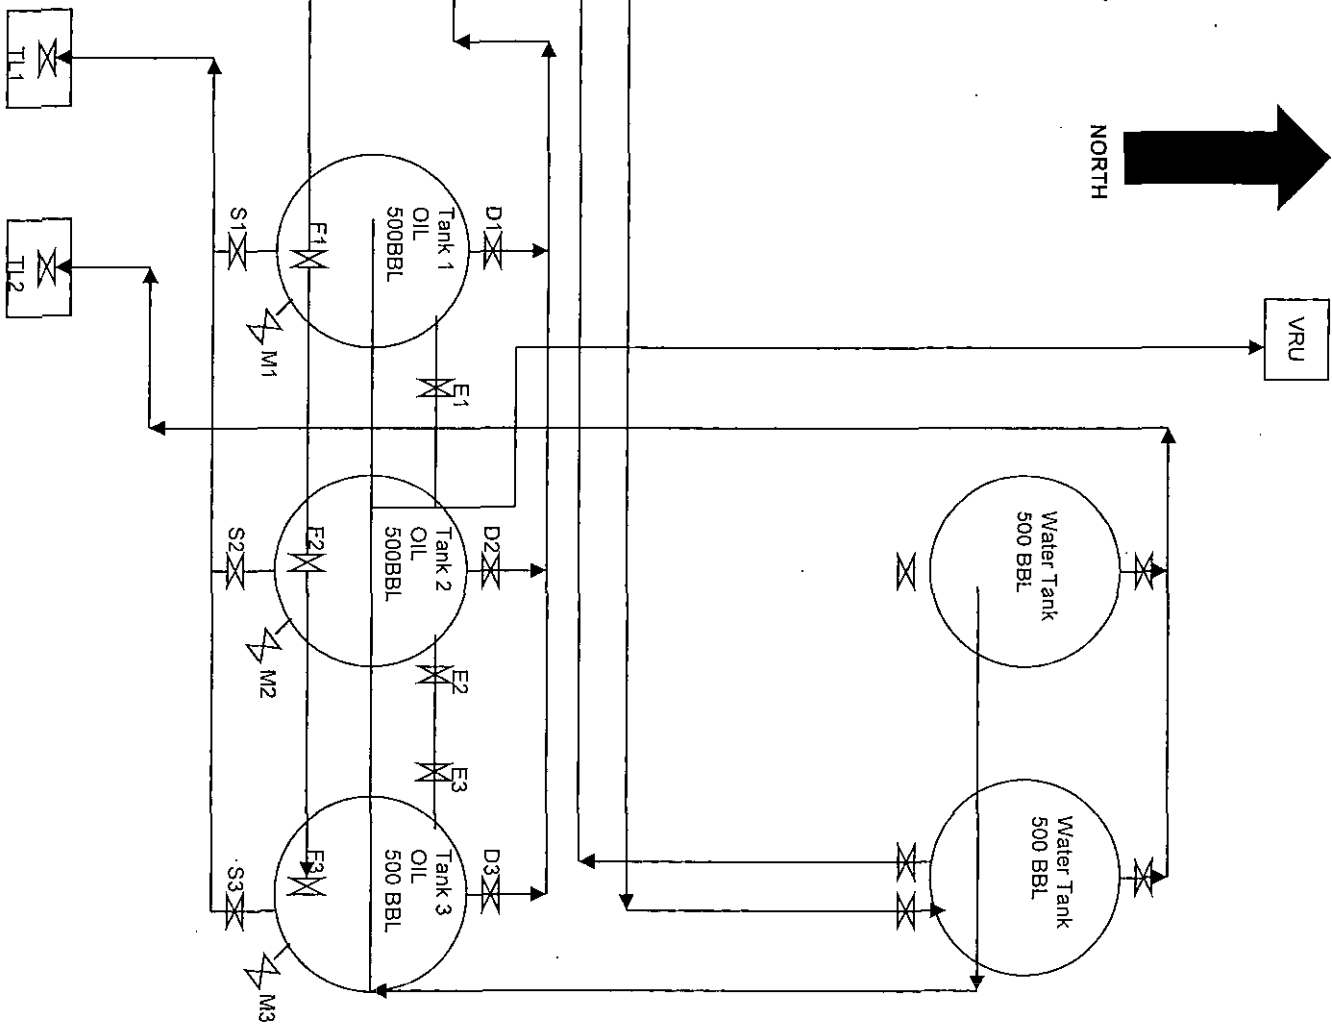 NORTH
VRU
TL1
TL2
S1
F1
Tank 1
OIL
500BBL
D1
M1
E1
S2
F2
Tank 2
OIL
500BBL
D2
M2
E2
E3
S3
F3
Tank 3
OIL
500 BBL
D3
M3
Water Tank
500 BBL
Water Tank
500 BBL